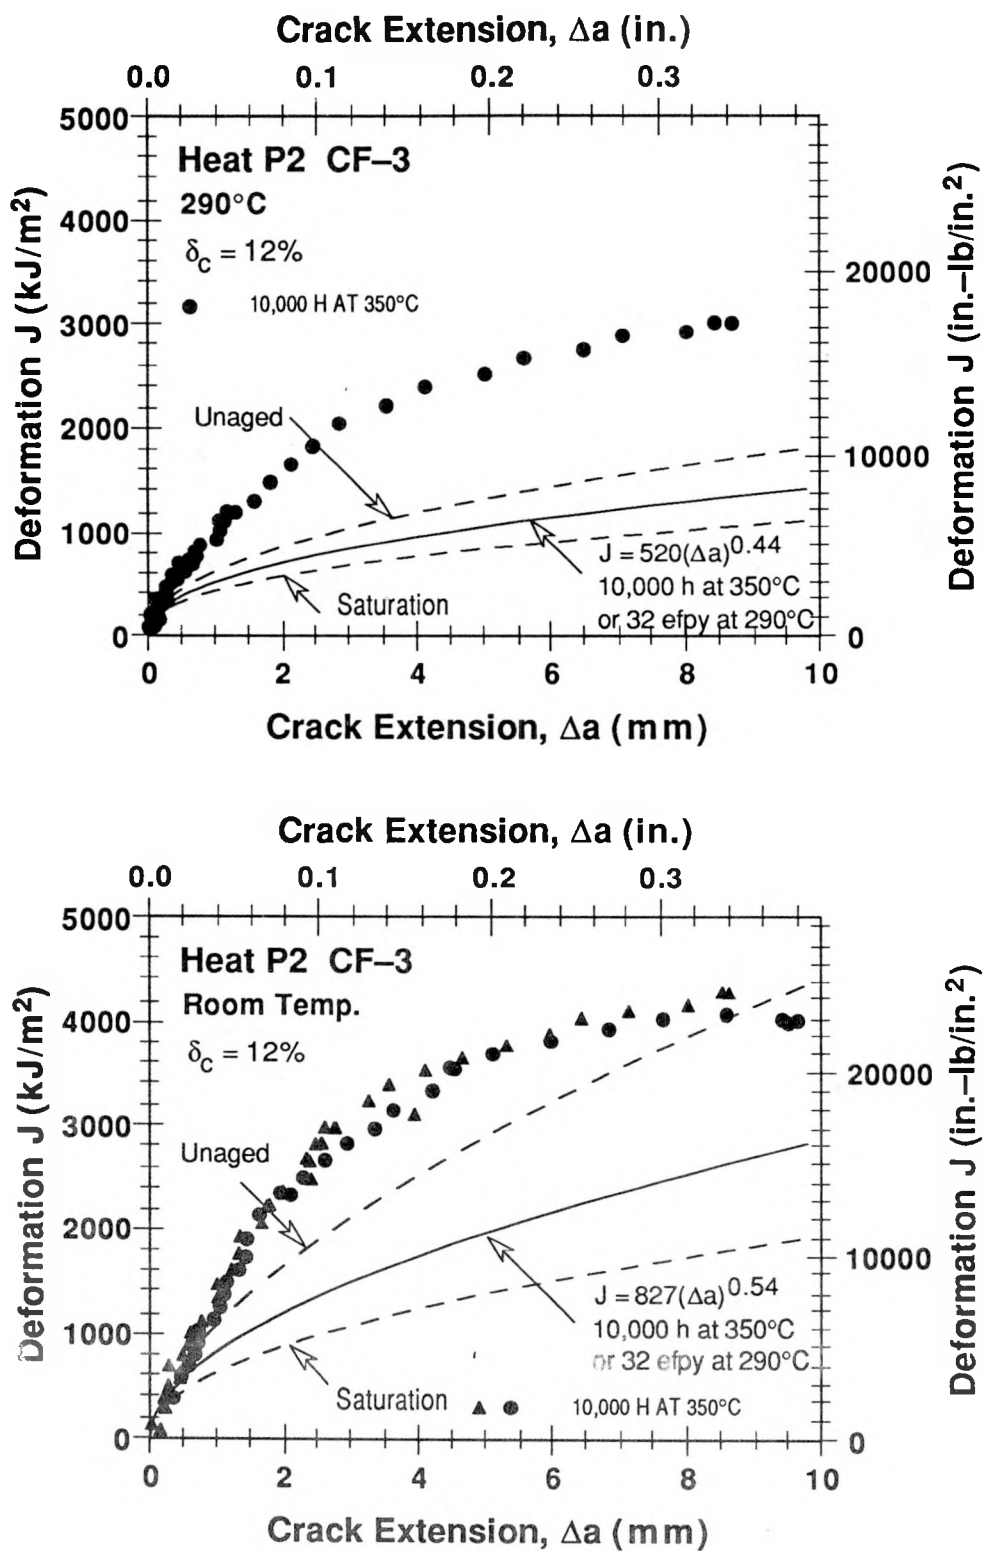 Crack Extension, Δa (in.)
0.0 0.1 0.2 0.3
5000
4000
3000
2000
1000
0
Deformation J (kJ/m²)
Heat P2 CF–3
290°C
δc = 12%
10,000 H AT 350°C
Unaged
Saturation
J = 520(Δa)0.44
10,000 h at 350°C
or 32 efpy at 290°C
20000
10000
0
Deformation J (in.–lb/in.²)
0 2 4 6 8 10
Crack Extension, Δa (mm)
Crack Extension, Δa (in.)
0.0 0.1 0.2 0.3
5000
4000
3000
2000
1000
0
Deformation J (kJ/m²)
Heat P2 CF–3
Room Temp.
δc = 12%
Unaged
Saturation
J = 827(Δa)0.54
10,000 h at 350°C
or 32 efpy at 290°C
10,000 H AT 350°C
20000
10000
0
Deformation J (in.–lb/in.²)
0 2 4 6 8 10
Crack Extension, Δa (mm)